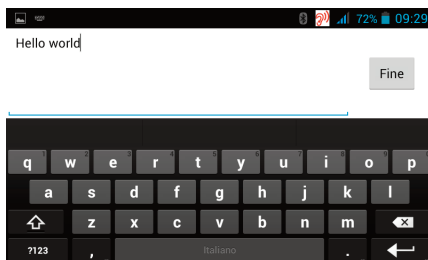 72% 09:29
Hello world
Fine
q w e r t y u i o p
a s d f g h j k l
z x c v b n m
?123 , Italiano .